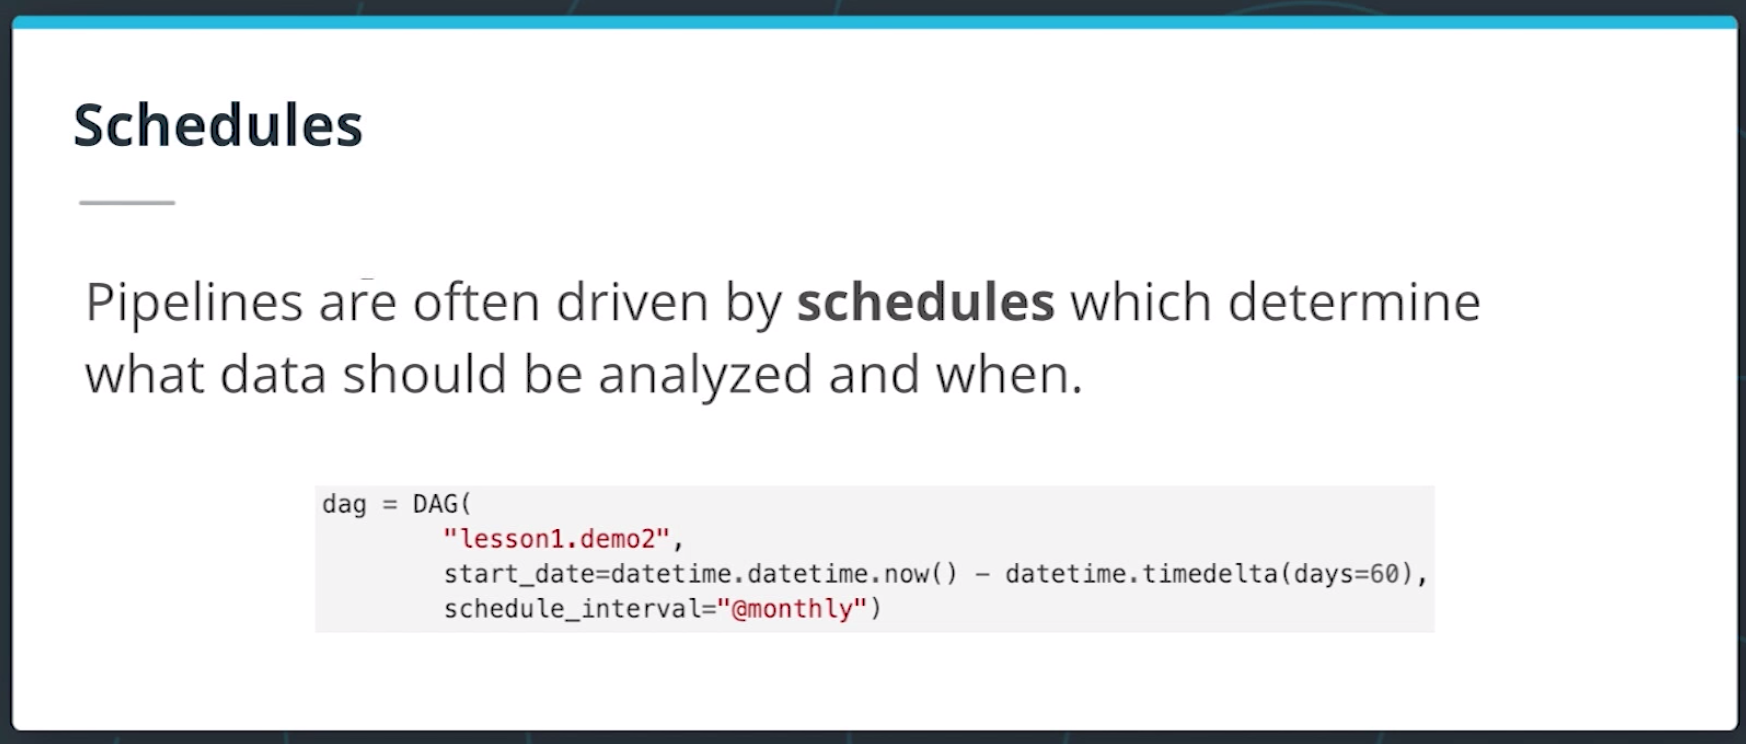 Schedules
Pipelines are often driven by schedules which determine
what data should be analyzed and when.
dag = DAG(
"lesson1.demo2",
start_date=datetime.datetime.now() - datetime.timedelta(days=60),
schedule_interval="@monthly")